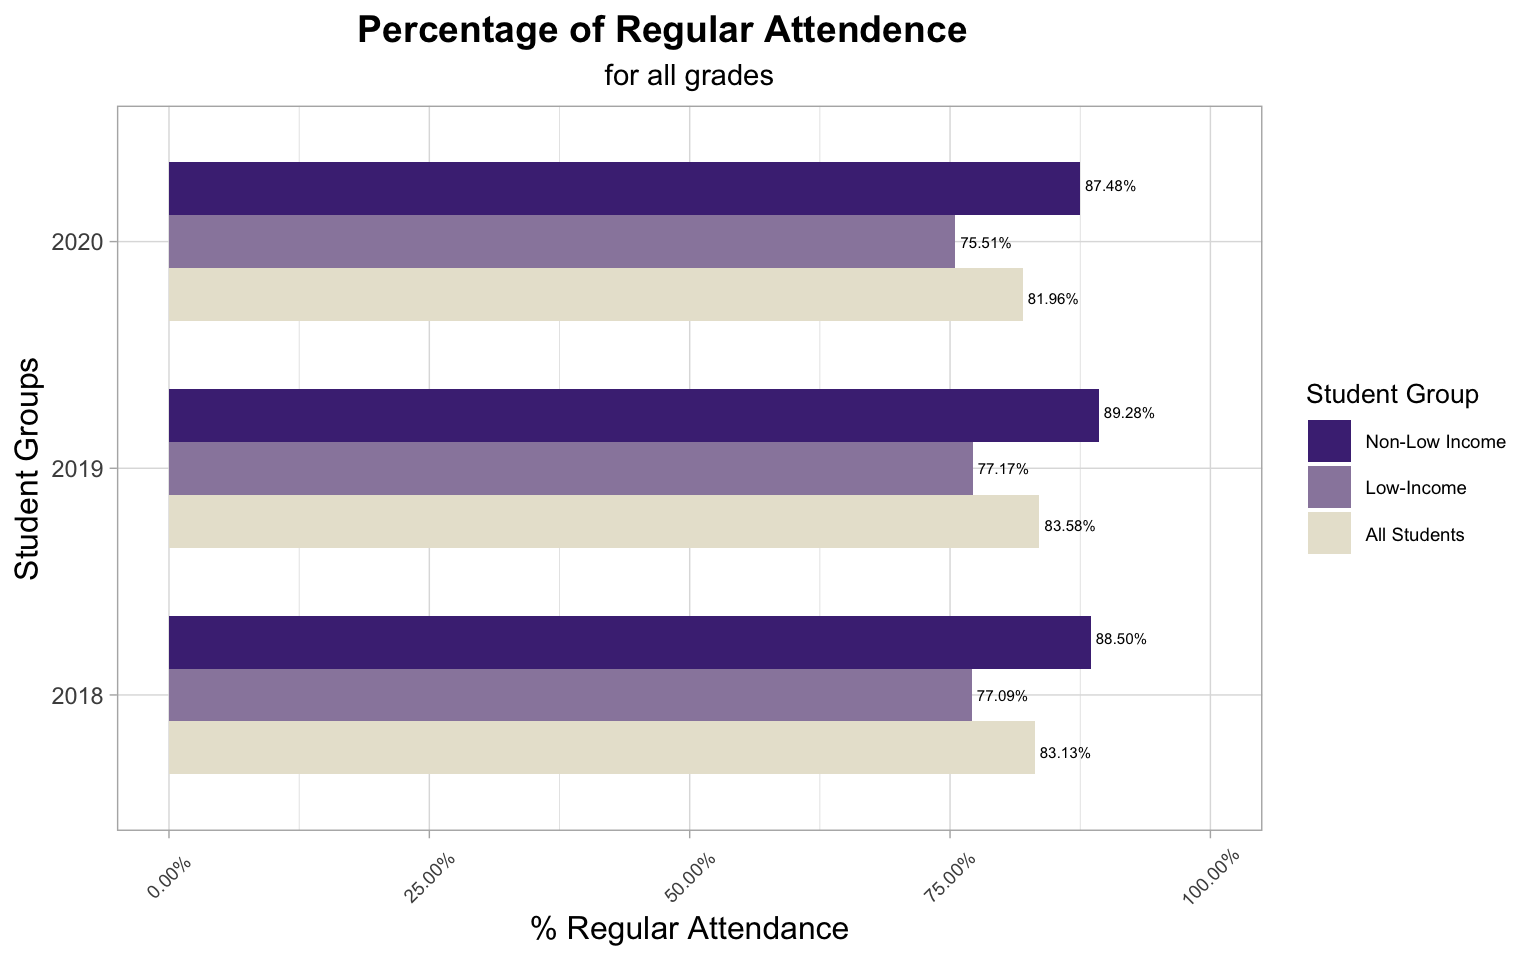 Percentage of Regular Attendence
for all grades
Student Groups
2020
87.48%
75.51%
81.96%
2019
89.28%
77.17%
83.58%
2018
88.50%
77.09%
83.13%
0.00%
25.00%
50.00%
75.00%
100.00%
% Regular Attendance
Student Group
Non-Low Income
Low-Income
All Students